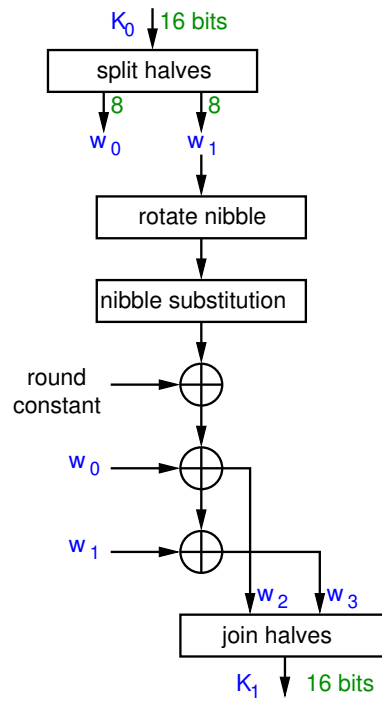 K0 16 bits
split halves
8 8
w0 w1
rotate nibble
nibble substitution
round
constant
w0
w1
w2 w3
join halves
K1 16 bits